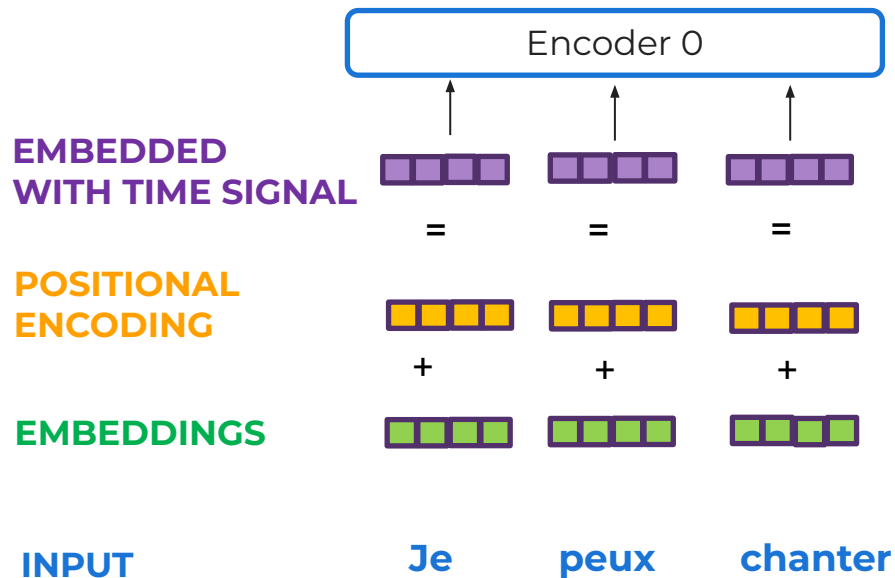 Encoder 0
EMBEDDED
WITH TIME SIGNAL
= = =
POSITIONAL
ENCODING
+ + +
EMBEDDINGS
INPUT Je peux chanter